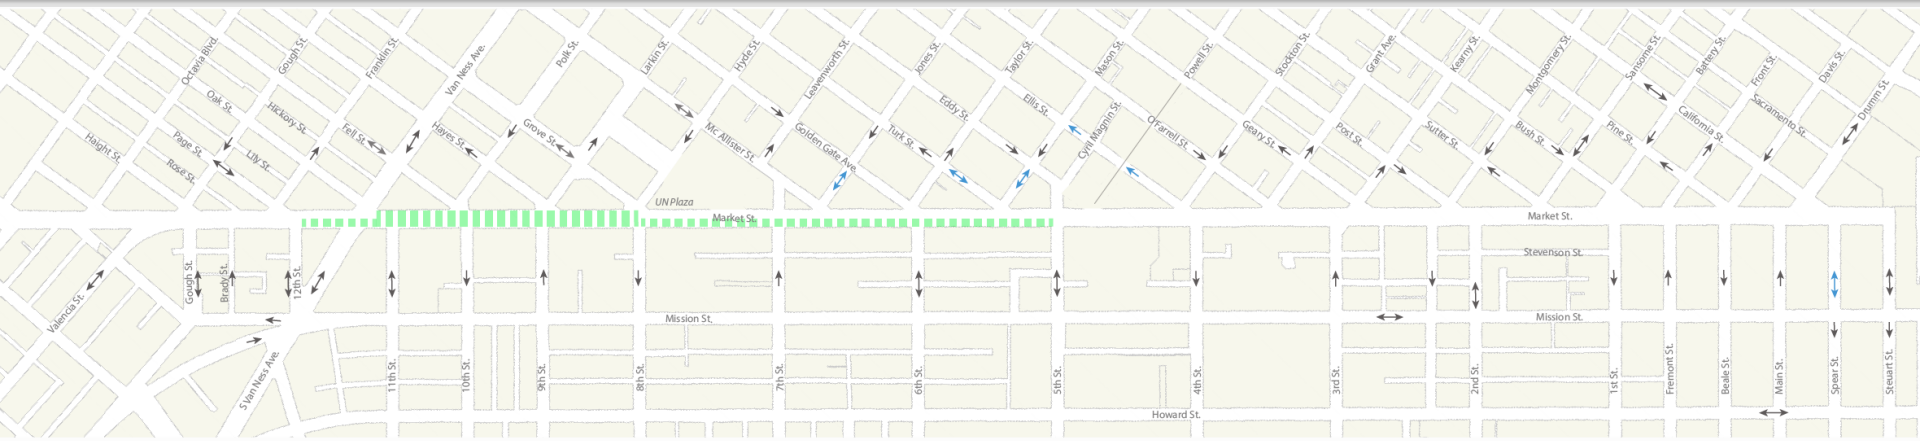 Octavia Blvd.
Gough St.
Franklin St.
Van Ness Ave.
Polk St.
Larkin St.
Hyde St.
Leavenworth St.
Jones St.
Taylor St.
Mason St.
Powell St.
Stockton St.
Grant Ave.
Kearny St.
Montgomery St.
Sansome St.
Battery St.
Front St.
Davis St.
Drumm St.
Haight St.
Page St.
Rose St.
Oak St.
Lily St.
Hickory St.
Fell St.
Hayes St.
Grove St.
Mc Allister St.
Golden Gate Ave.
Turk St.
Eddy St.
Ellis St.
Cyril Magnin St.
O'Farrell St.
Geary St.
Post St.
Sutter St.
Bush St.
Pine St.
California St.
Sacramento St.
UN Plaza
Market St.
Market St.
Stevenson St.
Valencia St.
Gough St.
Brady St.
12th St.
Mission St.
Mission St.
S Van Ness Ave.
11th St.
10th St.
9th St.
8th St.
7th St.
6th St.
5th St.
4th St.
3rd St.
2nd St.
1st St.
Fremont St.
Beale St.
Main St.
Spear St.
Steuart St.
Howard St.